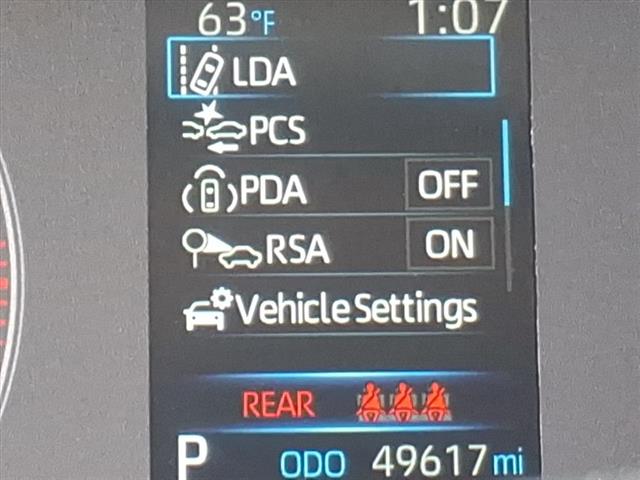 63°F 1:07
LDA
PCS
PDA OFF
RSA ON
Vehicle Settings
REAR
P ODO 49617 mi